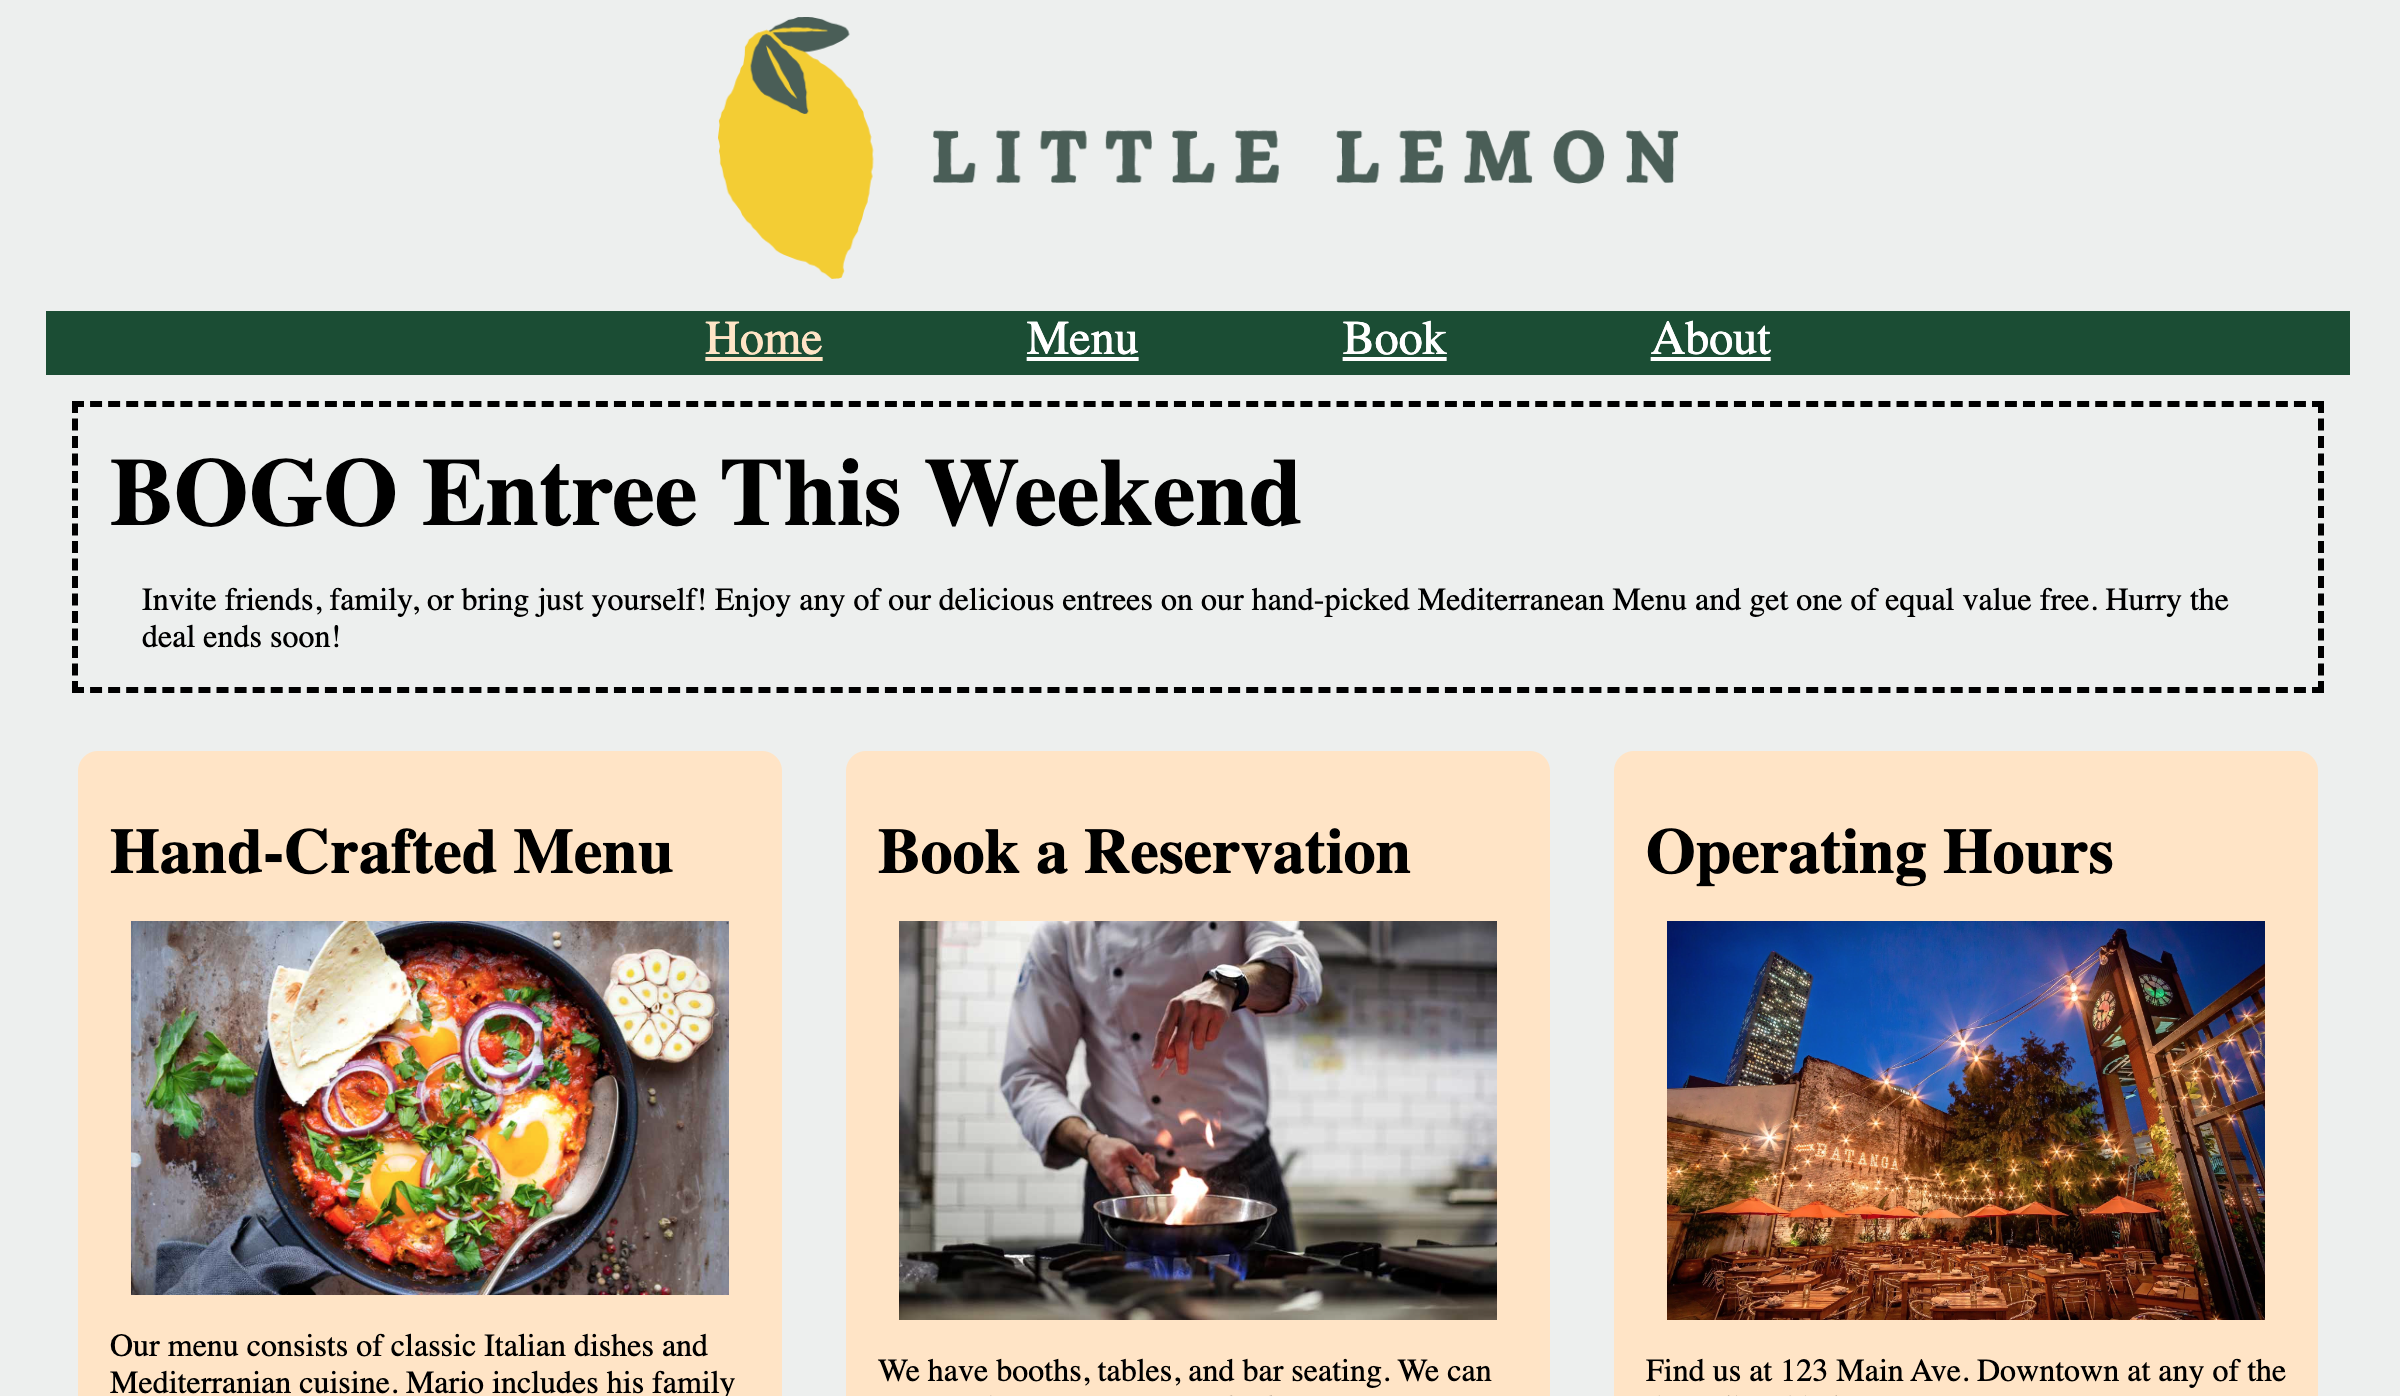 LITTLE LEMON
Home Menu Book About
BOGO Entree This Weekend
Invite friends, family, or bring just yourself! Enjoy any of our delicious entrees on our hand-picked Mediterranean Menu and get one of equal value free. Hurry the
deal ends soon!
Hand-Crafted Menu
Our menu consists of classic Italian dishes and
Mediterranian cuisine. Mario includes his family
Book a Reservation
We have booths, tables, and bar seating. We can
Operating Hours
BATANGA
Find us at 123 Main Ave. Downtown at any of the